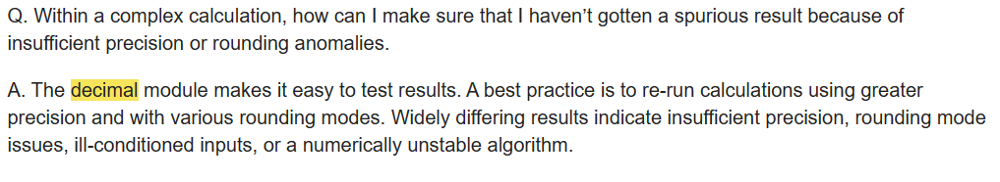 Q. Within a complex calculation, how can I make sure that I haven’t gotten a spurious result because of
insufficient precision or rounding anomalies.
A. The decimal module makes it easy to test results. A best practice is to re-run calculations using greater
precision and with various rounding modes. Widely differing results indicate insufficient precision, rounding mode
issues, ill-conditioned inputs, or a numerically unstable algorithm.